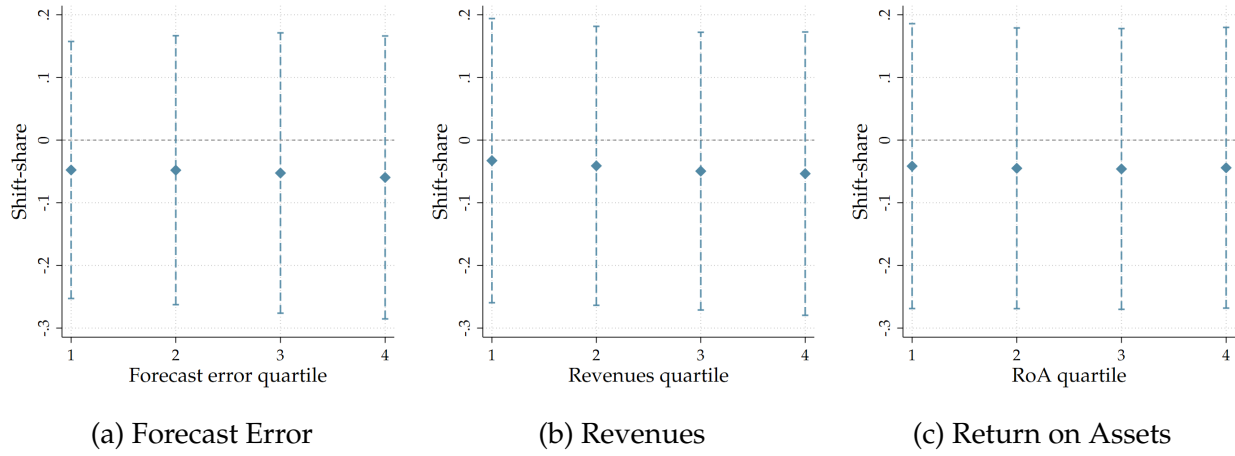 Shift-share
.2
.1
0
-.1
-.2
-.3
1 2 3 4
Forecast error quartile
(a) Forecast Error
Shift-share
.2
.1
0
-.1
-.2
-.3
1 2 3 4
Revenues quartile
(b) Revenues
Shift-share
.2
.1
0
-.1
-.2
-.3
1 2 3 4
RoA quartile
(c) Return on Assets